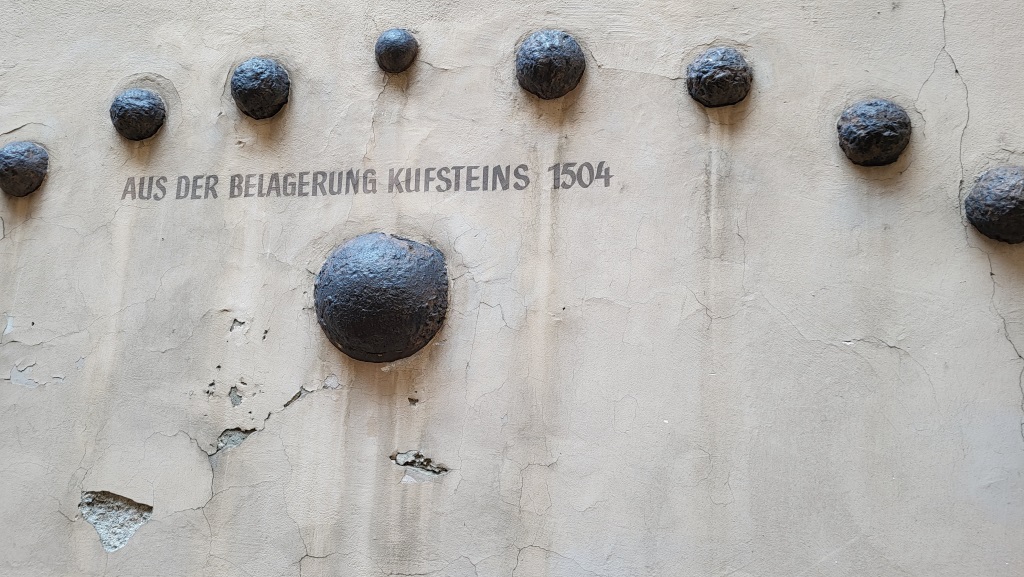 AUS DER BELAGERUNG KUFSTEINS 1504